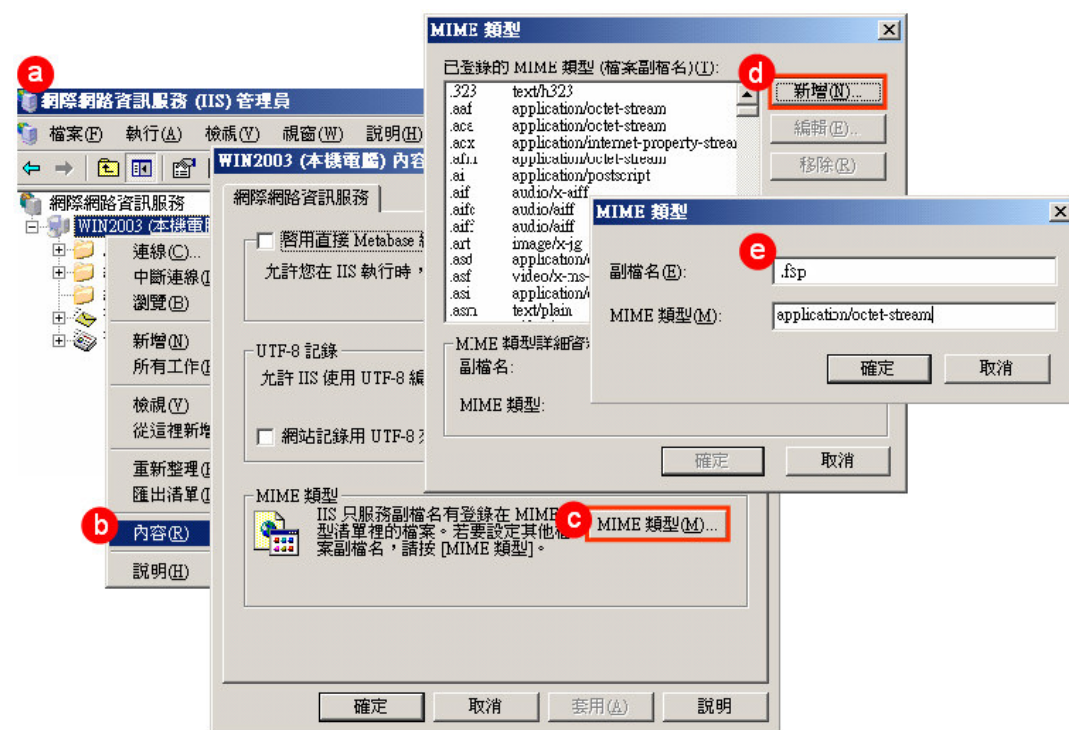 a
網際網路資訊服務 (IIS) 管理員
檔案(F) 執行(A) 檢視(V) 視窗(W) 說明(H)
網際網路資訊服務
WIN2003 (本機電
連線(C)...
中斷連線(
瀏覽(B)
新增(N)
所有工作(
檢視(V)
從這裡新增
重新整理(
匯出清單(
b
內容(R)
說明(H)
WIN2003 (本機電腦) 內容
網際網路資訊服務
啓用直接 Metabase
允許您在 IIS 執行時，
UTF-8 記錄
允許 IIS 使用 UTF-8 編
網站記錄用 UTF-8
MIME 類型
IIS 只服務副檔名有登錄在 MIME
型清單裡的檔案。若要設定其他
案副檔名，請按 [MIME 類型]。
c
MIME 類型(M)...
確定 取消 套用(A) 說明
MIME 類型
已登錄的 MIME 類型 (檔案副檔名)(T):
.323 text/h323
.aaf application/octet-stream
.aca application/octet-stream
.acx application/internet-property-strea
.afm application/octet-stream
.ai application/postscript
.aif audio/x-aiff
.aifc audio/aiff
.aiff audio/aiff
.art image/x-jg
.asd application/
.asf video/x-ms-
.asi application/
.asm text/plain
d
新增(N)...
編輯(E)...
移除(R)
MIME 類型詳細資
副檔名:
MIME 類型:
確定 取消
MIME 類型
e
副檔名(E): .fsp
MIME 類型(M): application/octet-stream
確定 取消